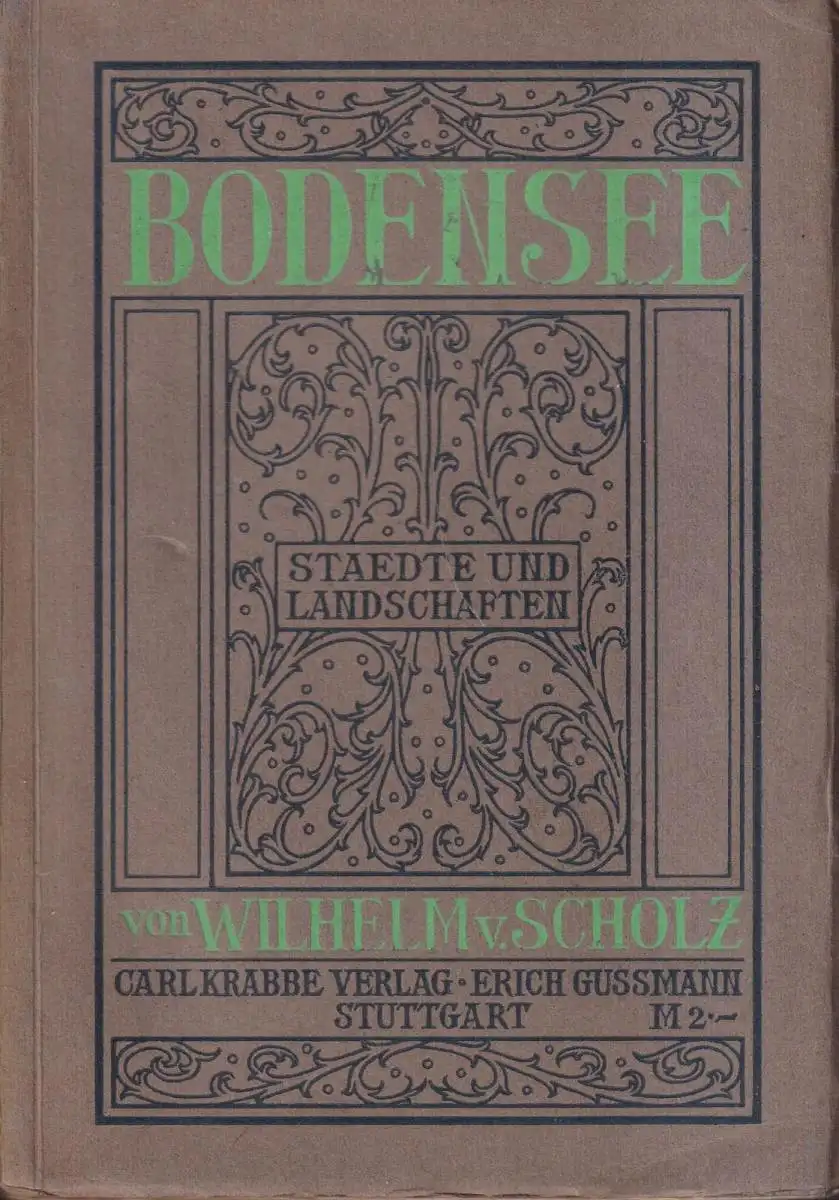 BODENSEE
STAEDTE UND
LANDSCHAFTEN
von WILHELM v. SCHOLZ
CARL KRABBE VERLAG · ERICH GUSSMANN
STUTTGART M 2·–